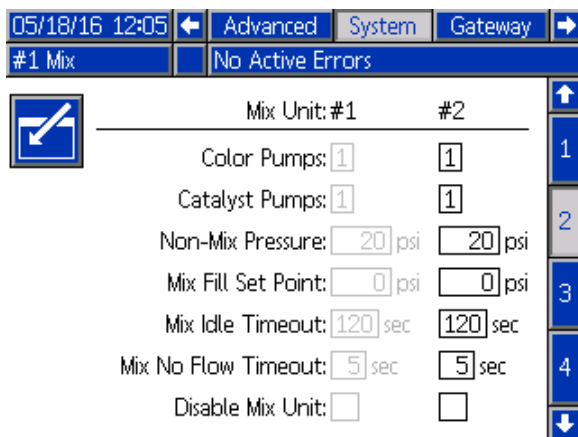 05/18/16 12:05 Advanced System Gateway
#1 Mix No Active Errors
Mix Unit: #1 #2
Color Pumps: 1 1
Catalyst Pumps: 1 1
Non-Mix Pressure: 20 psi 20 psi
Mix Fill Set Point: 0 psi 0 psi
Mix Idle Timeout: 120 sec 120 sec
Mix No Flow Timeout: 5 sec 5 sec
Disable Mix Unit:
1
2
3
4